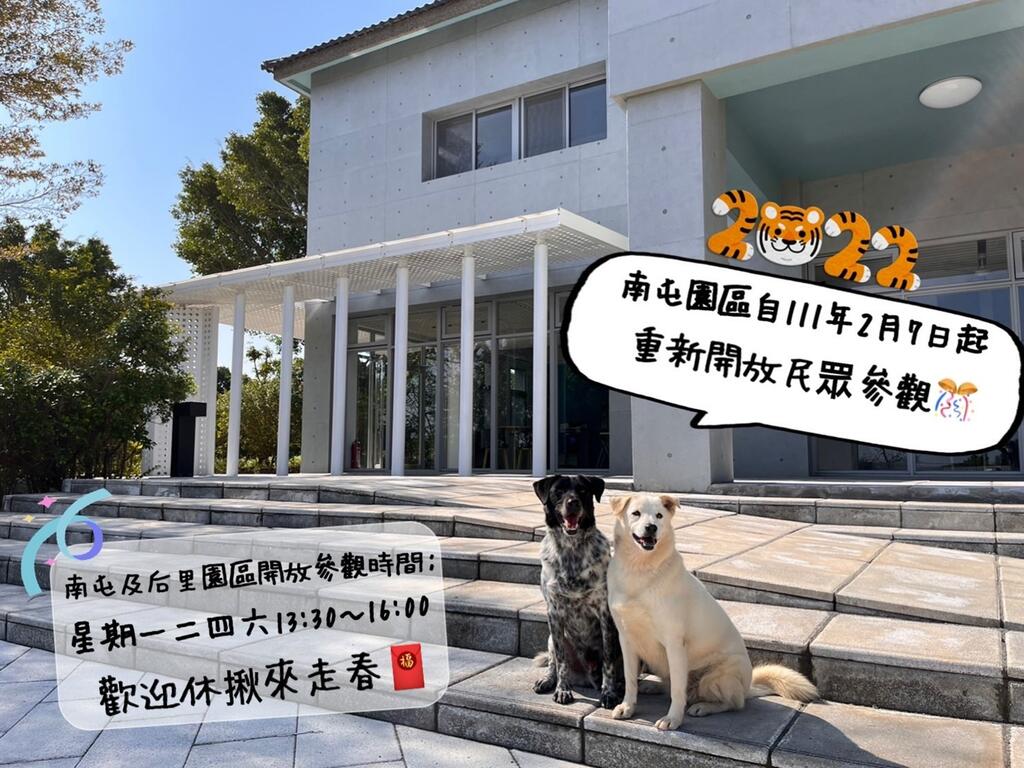 2022
南屯園區自111年2月7日起
重新開放民眾參觀
南屯及后里園區開放參觀時間:
星期一二四六13:30~16:00
歡迎休揪來走春
福